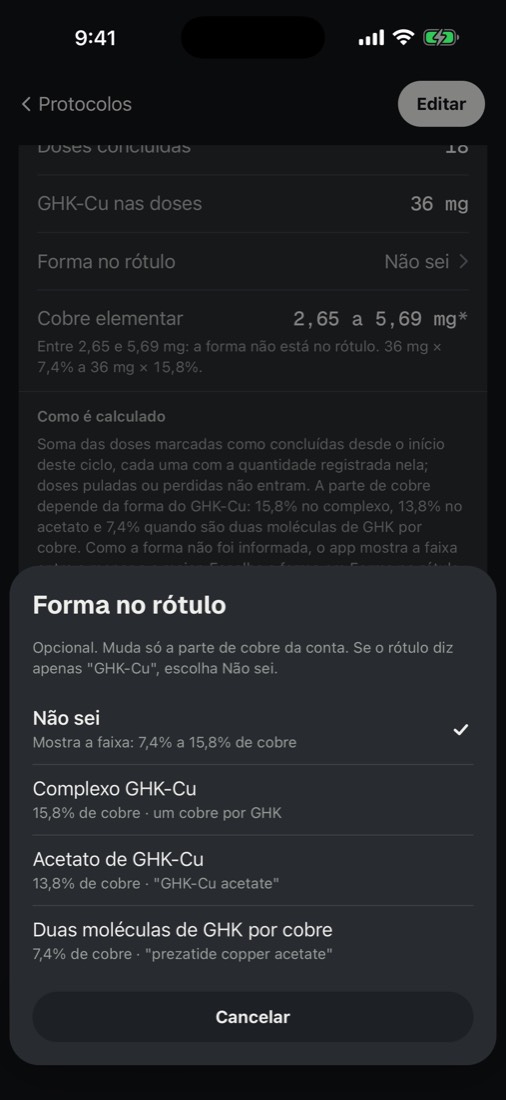 9:41
Protocolos
Editar
Doses concluídas 18
GHK-Cu nas doses 36 mg
Forma no rótulo Não sei
Cobre elementar 2,65 a 5,69 mg*
Entre 2,65 e 5,69 mg: a forma não está no rótulo. 36 mg ×
7,4% a 36 mg × 15,8%.
Como é calculado
Soma das doses marcadas como concluídas desde o início
deste ciclo, cada uma com a quantidade registrada nela;
doses puladas ou perdidas não entram. A parte de cobre
depende da forma do GHK-Cu: 15,8% no complexo, 13,8% no
acetato e 7,4% quando são duas moléculas de GHK por
cobre. Como a forma não foi informada, o app mostra a faixa
Forma no rótulo
Opcional. Muda só a parte de cobre da conta. Se o rótulo diz
apenas "GHK-Cu", escolha Não sei.
Não sei
Mostra a faixa: 7,4% a 15,8% de cobre
Complexo GHK-Cu
15,8% de cobre · um cobre por GHK
Acetato de GHK-Cu
13,8% de cobre · "GHK-Cu acetate"
Duas moléculas de GHK por cobre
7,4% de cobre · "prezatide copper acetate"
Cancelar